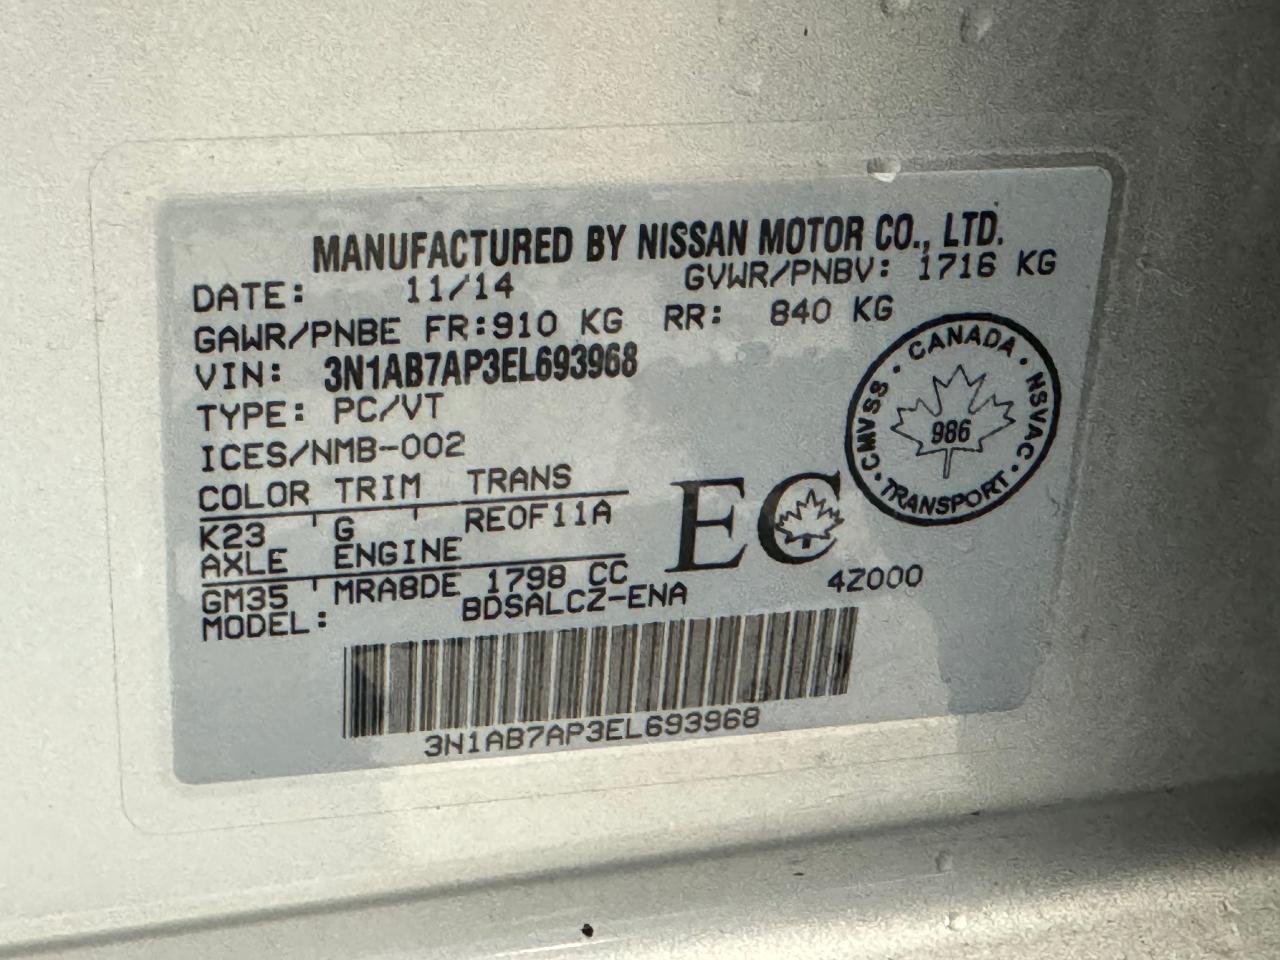 MANUFACTURED BY NISSAN MOTOR CO., LTD.
DATE: 11/14 GVWR/PNBV: 1716 KG
GAWR/PNBE FR:910 KG RR: 840 KG
VIN: 3N1AB7AP3EL693968
TYPE: PC/VT
ICES/NMB-002
COLOR TRIM TRANS
K23 G RE0F11A
AXLE ENGINE
GM35 MRA8DE 1798 CC
MODEL: BDSALCZ-ENA
CANADA · NSVAC · TRANSPORT · CMVSS ·
986
EC
4Z000
3N1AB7AP3EL693968